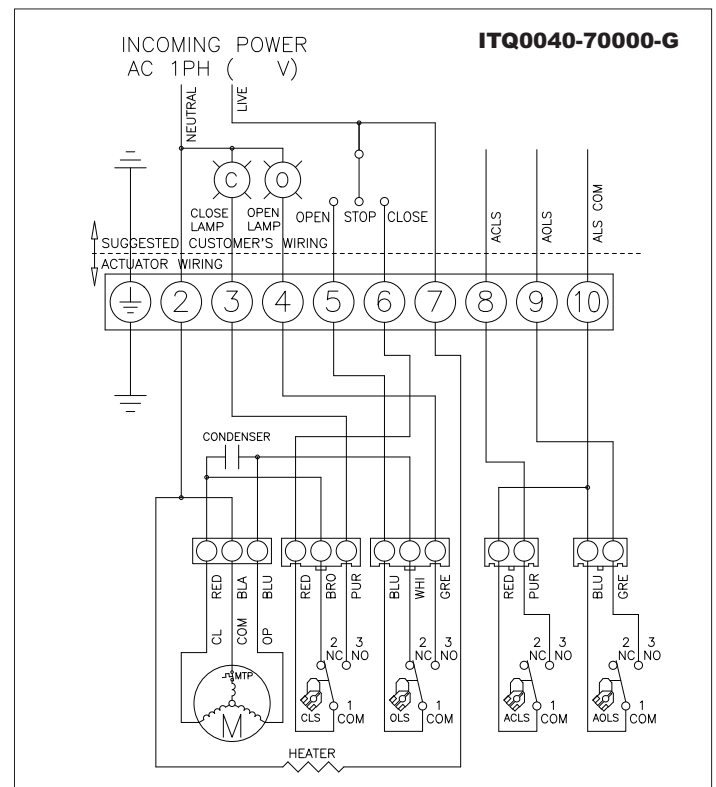 INCOMING POWER
AC 1PH (     V)
ITQ0040-70000-G
NEUTRAL
LIVE
C
O
CLOSE
LAMP
OPEN
LAMP
OPEN
STOP
CLOSE
ACLS
AOLS
ALS COM
SUGGESTED CUSTOMER'S WIRING
ACTUATOR WIRING
2
3
4
5
6
7
8
9
10
CONDENSER
RED
BLA
BLU
RED
BRO
PUR
BLU
WHI
GRE
RED
PUR
BLU
GRE
CL
COM
OP
MTP
M
2
NC
3
NO
1
COM
CLS
2
NC
3
NO
1
COM
OLS
2
NC
3
NO
1
COM
ACLS
2
NC
3
NO
1
COM
AOLS
HEATER